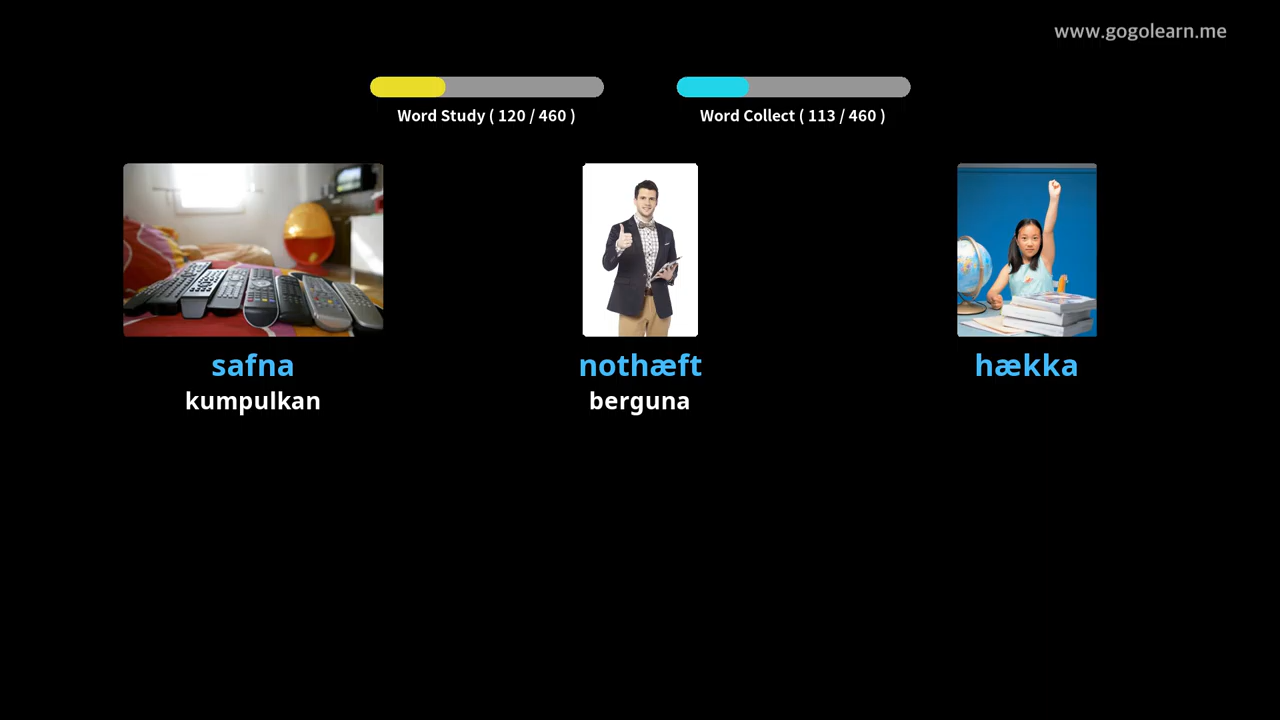 www.gogolearn.me
Word Study ( 120 / 460 )
Word Collect ( 113 / 460 )
safna
kumpulkan
nothæft
berguna
hækka